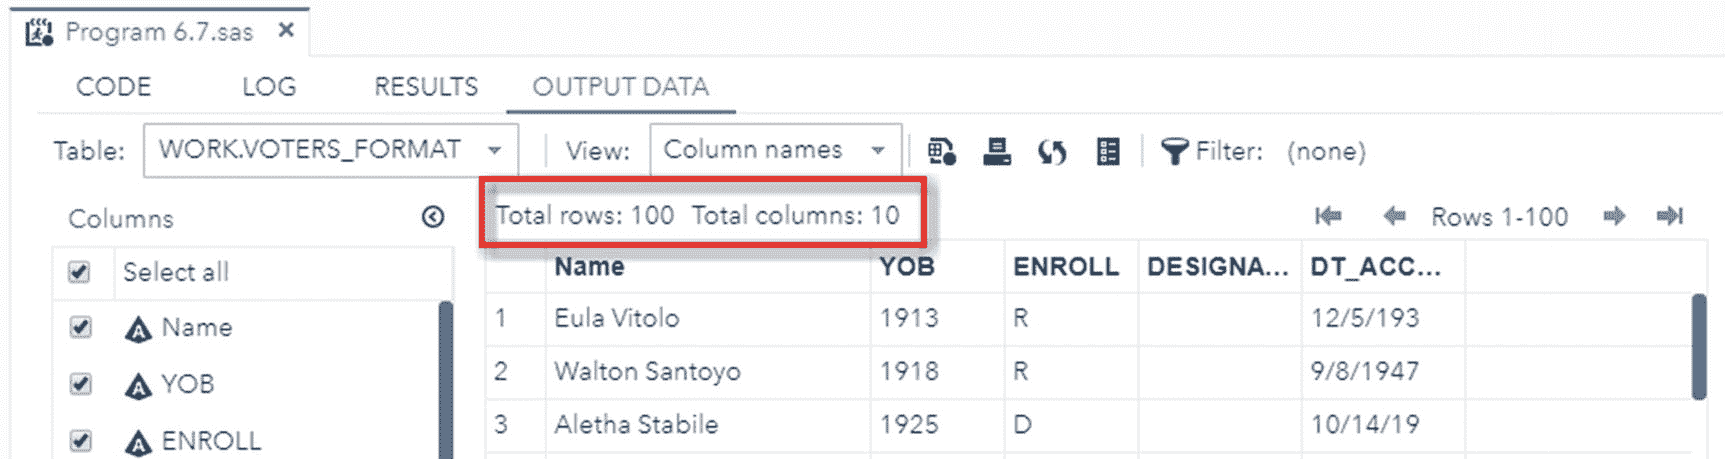 Program 6.7.sas ×
CODE LOG RESULTS OUTPUT DATA
Table: WORK.VOTERS_FORMAT View: Column names Filter: (none)
Columns Total rows: 100 Total columns: 10 Rows 1-100
Select all Name YOB ENROLL DESIGNA... DT_ACC...
Name 1 Eula Vitolo 1913 R 12/5/193
YOB 2 Walton Santoyo 1918 R 9/8/1947
ENROLL 3 Aletha Stabile 1925 D 10/14/19